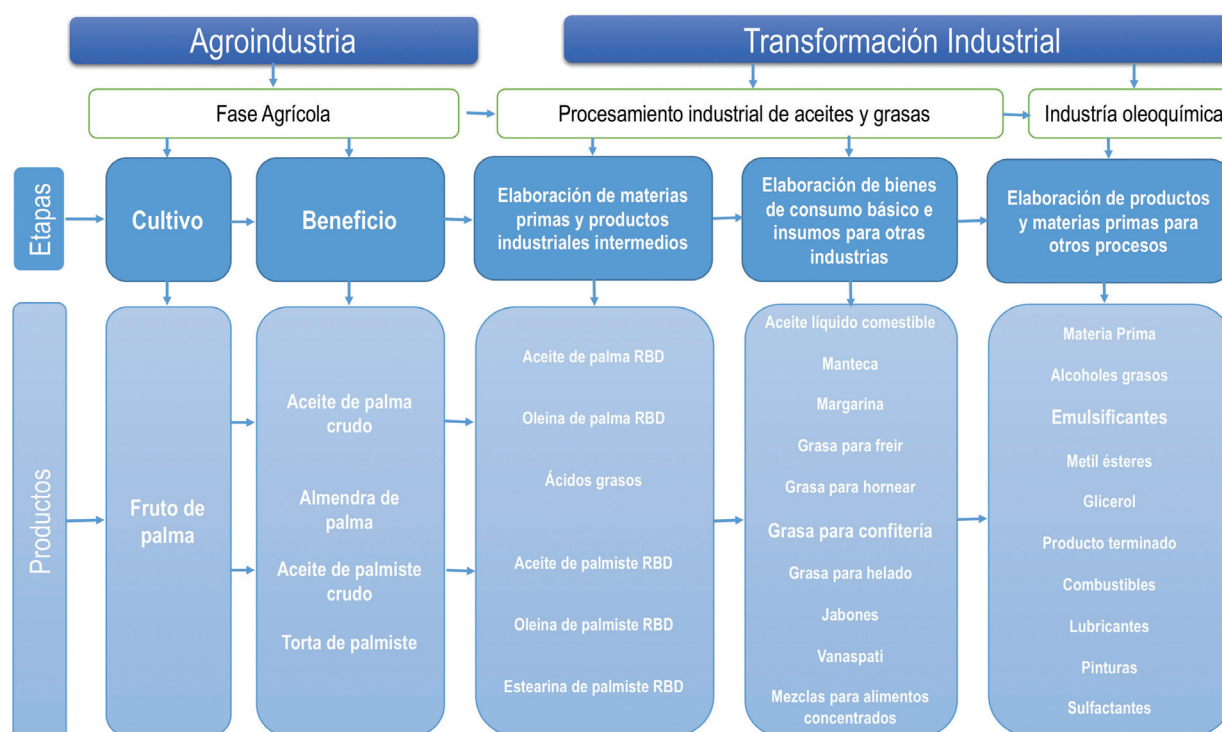 Agroindustria
Transformación Industrial
Fase Agrícola
Procesamiento industrial de aceites y grasas
Industría oleoquímica
Etapas
Cultivo
Beneficio
Elaboración de materias
primas y productos
industriales intermedios
Elaboración de bienes
de consumo básico e
insumos para otras
industrias
Elaboración de productos
y materias primas para
otros procesos
Productos
Fruto de
palma
Aceite de palma
crudo
Almendra de
palma
Aceite de palmiste
crudo
Torta de palmiste
Aceite de palma RBD
Oleina de palma RBD
Ácidos grasos
Aceite de palmiste RBD
Oleina de palmiste RBD
Estearina de palmiste RBD
Aceite líquido comestible
Manteca
Margarina
Grasa para freir
Grasa para hornear
Grasa para confitería
Grasa para helado
Jabones
Vanaspati
Mezclas para alimentos
concentrados
Materia Prima
Alcoholes grasos
Emulsificantes
Metil ésteres
Glicerol
Producto terminado
Combustibles
Lubricantes
Pinturas
Sulfactantes